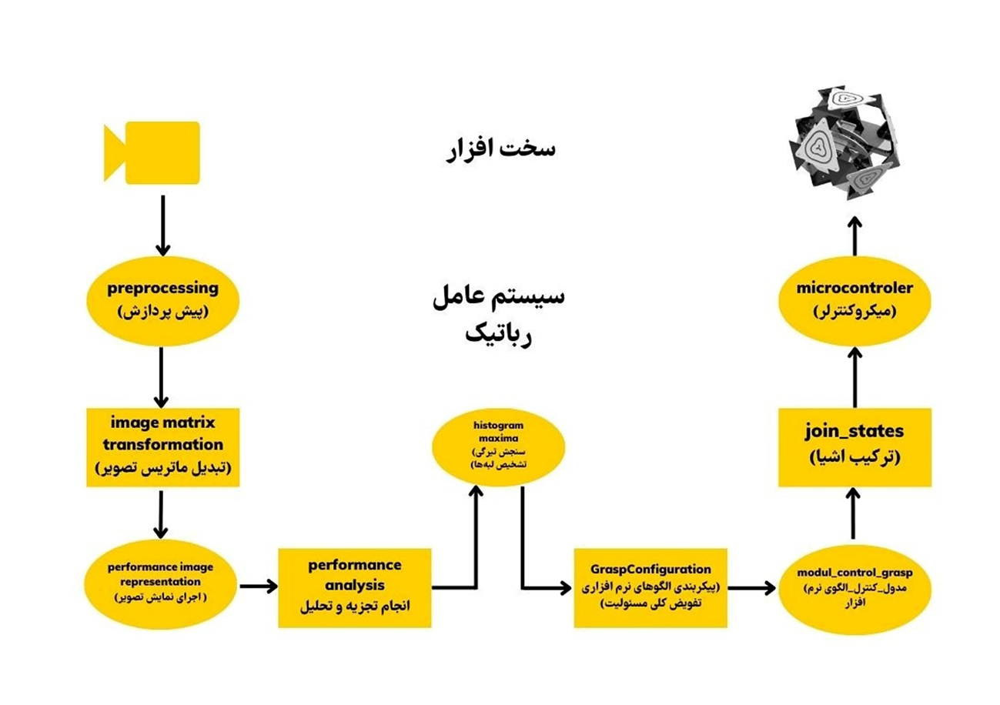 سخت افزار
سیستم عامل
رباتیک
preprocessing
(پیش پردازش)
image matrix
transformation
(تبدیل ماتریس تصویر)
performance image
representation
( اجرای نمایش تصویر)
performance
analysis
انجام تجزیه و تحلیل
histogram
maxima
سنجش تیرگی)
تشخیص لبه‌ها)
GraspConfiguration
(پیکربندی الگوهای نرم افزاری
تفویض کلی مسئولیت)
modul_control_grasp
مدول_کنترل_الگوی نرم)
افزار
join_states
(ترکیب اشیا)
microcontroler
(میکروکنترلر)